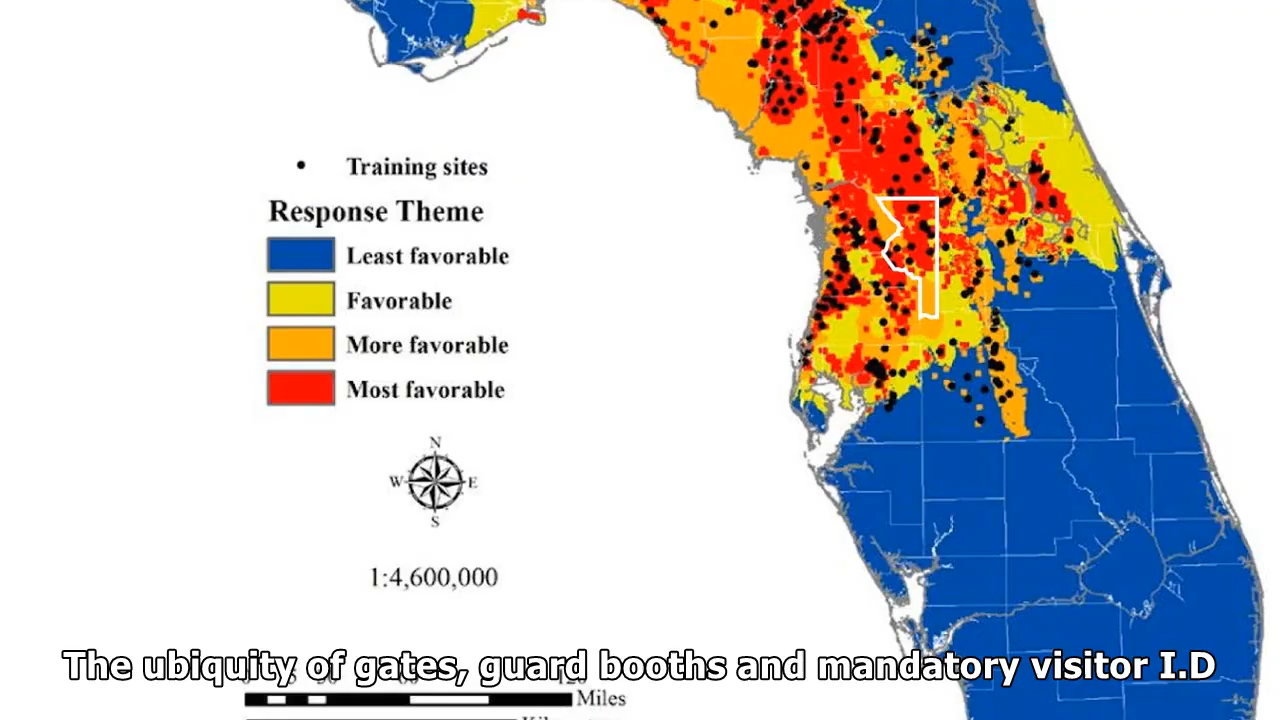 Training sites
Response Theme
Least favorable
Favorable
More favorable
Most favorable
N
W E
S
1:4,600,000
The ubiquity of gates, guard booths and mandatory visitor I.D
Miles